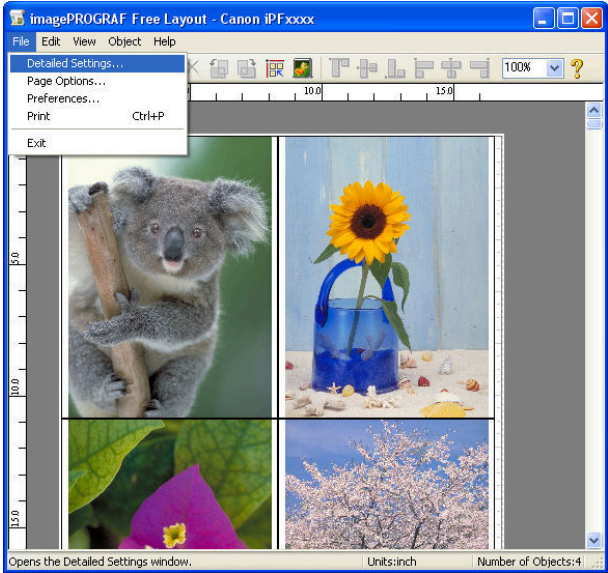 imagePROGRAF Free Layout - Canon iPFxxxx
File Edit View Object Help
Detailed Settings...
Page Options...
Preferences...
Print Ctrl+P
Exit
100%
10.0 15.0
5.0
10.0
15.0
Opens the Detailed Settings window. Units:inch Number of Objects:4